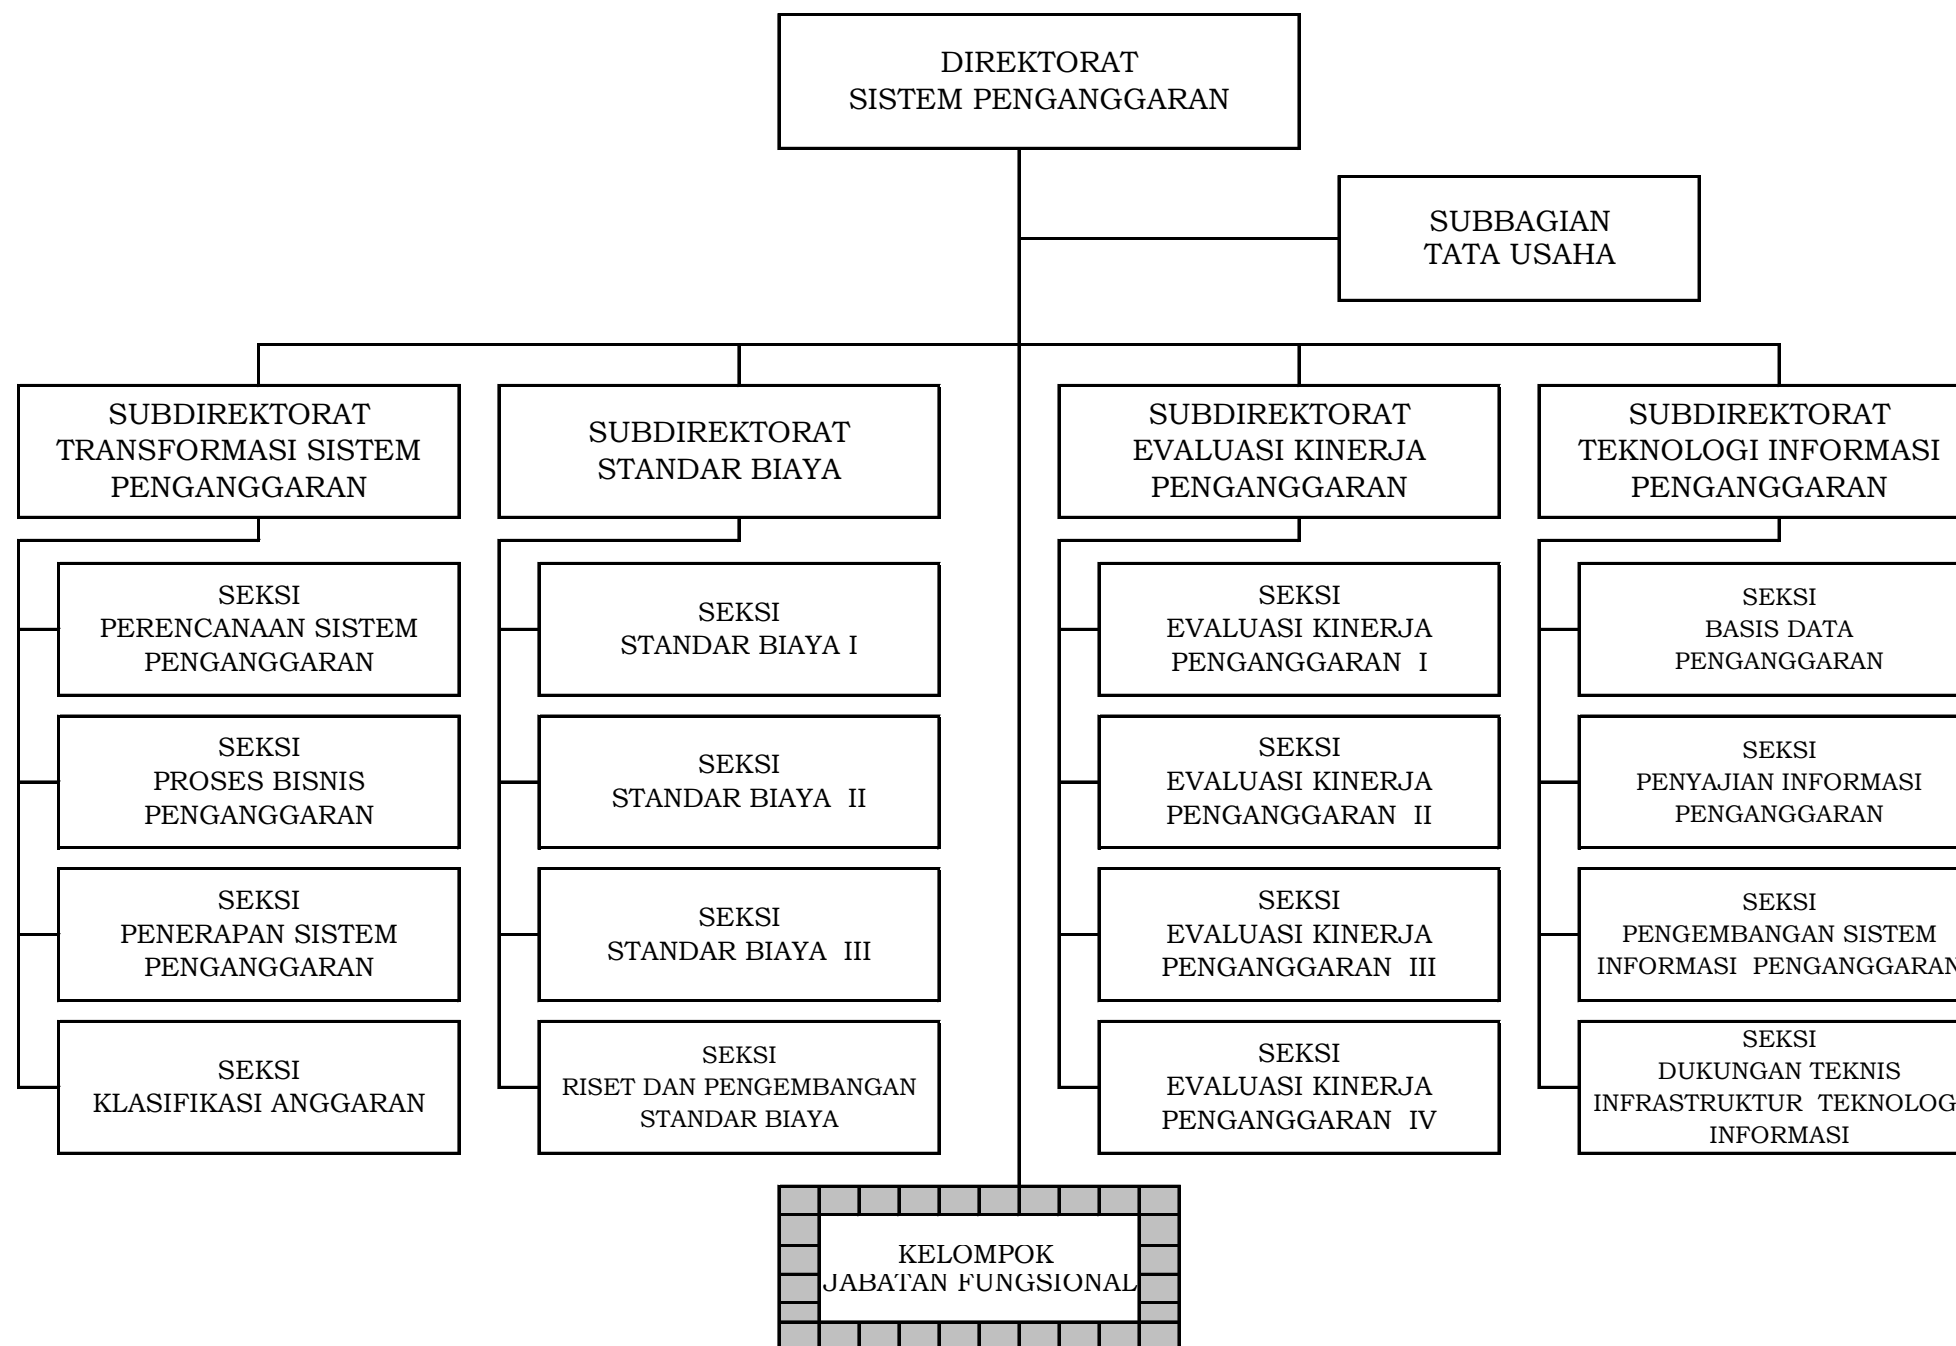 DIREKTORAT
SISTEM PENGANGGARAN
SUBBAGIAN
TATA USAHA
SUBDIREKTORAT
TRANSFORMASI SISTEM
PENGANGGARAN
SUBDIREKTORAT
STANDAR BIAYA
SUBDIREKTORAT
EVALUASI KINERJA
PENGANGGARAN
SUBDIREKTORAT
TEKNOLOGI INFORMASI
PENGANGGARAN
SEKSI
PERENCANAAN SISTEM
PENGANGGARAN
SEKSI
STANDAR BIAYA I
SEKSI
EVALUASI KINERJA
PENGANGGARAN I
SEKSI
BASIS DATA
PENGANGGARAN
SEKSI
PROSES BISNIS
PENGANGGARAN
SEKSI
STANDAR BIAYA II
SEKSI
EVALUASI KINERJA
PENGANGGARAN II
SEKSI
PENYAJIAN INFORMASI
PENGANGGARAN
SEKSI
PENERAPAN SISTEM
PENGANGGARAN
SEKSI
STANDAR BIAYA III
SEKSI
EVALUASI KINERJA
PENGANGGARAN III
SEKSI
PENGEMBANGAN SISTEM
INFORMASI PENGANGGARAN
SEKSI
KLASIFIKASI ANGGARAN
SEKSI
RISET DAN PENGEMBANGAN
STANDAR BIAYA
SEKSI
EVALUASI KINERJA
PENGANGGARAN IV
SEKSI
DUKUNGAN TEKNIS
INFRASTRUKTUR TEKNOLOG
INFORMASI
KELOMPOK
JABATAN FUNGSIONAL